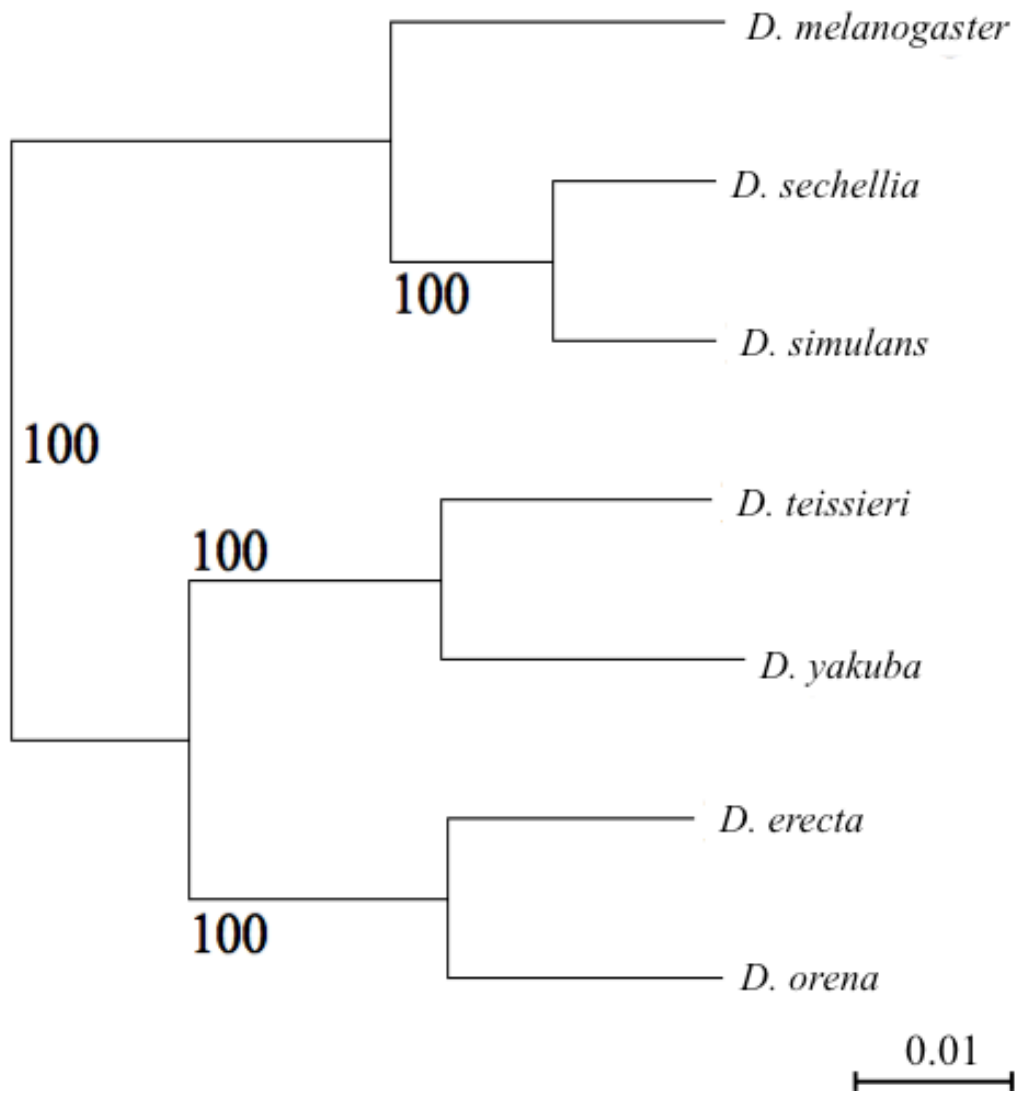 D. melanogaster
D. sechellia
100
D. simulans
100
D. teissieri
100
D. yakuba
D. erecta
100
D. orena
0.01